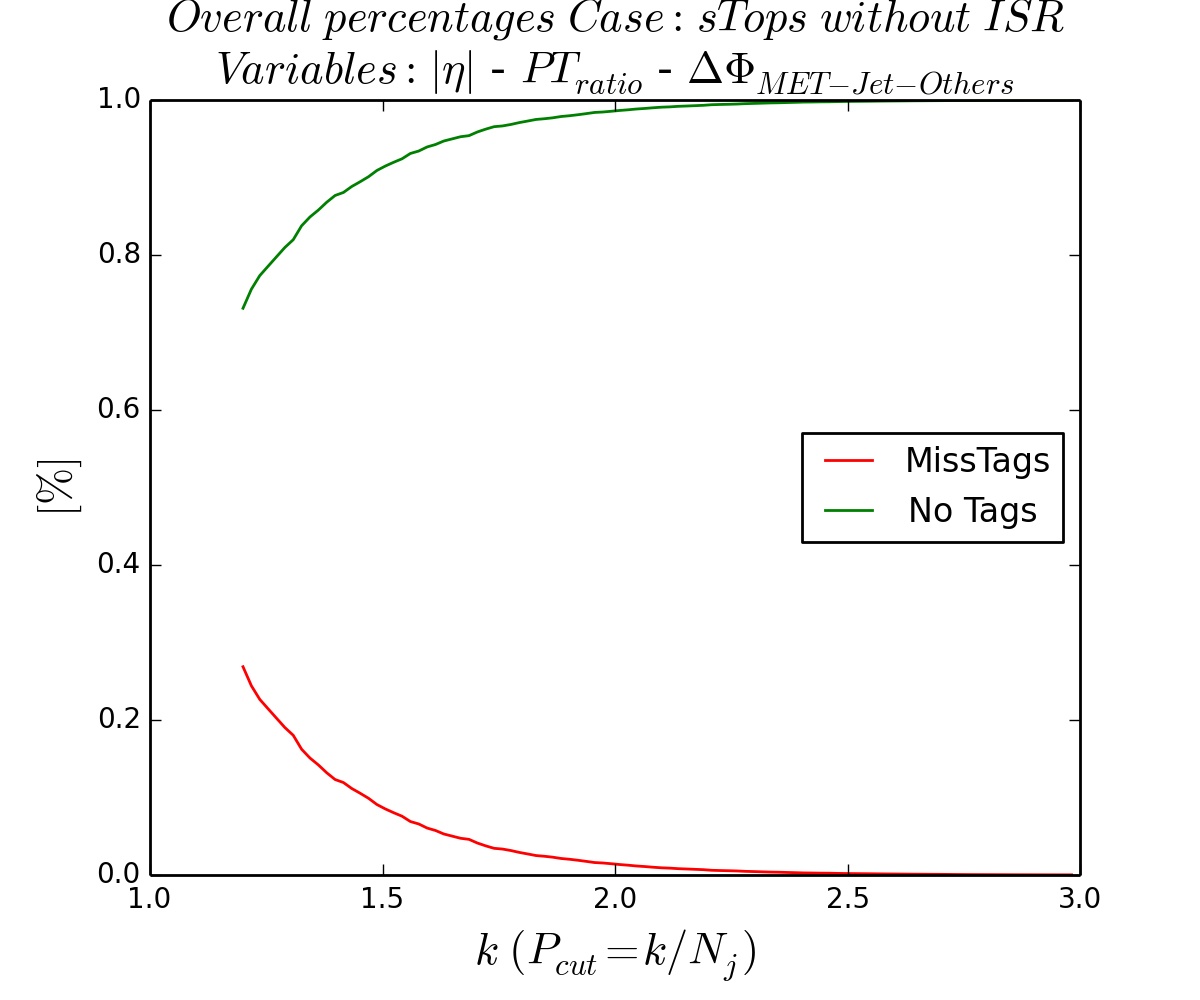 Overall percentages Case: sTops without ISR
Variables: |η| - PT_ratio - ΔΦ_MET−Jet−Others
1.0
0.8
0.6
0.4
0.2
0.0
[%]
MissTags
No Tags
1.0 1.5 2.0 2.5 3.0
k (P_cut = k/N_j)